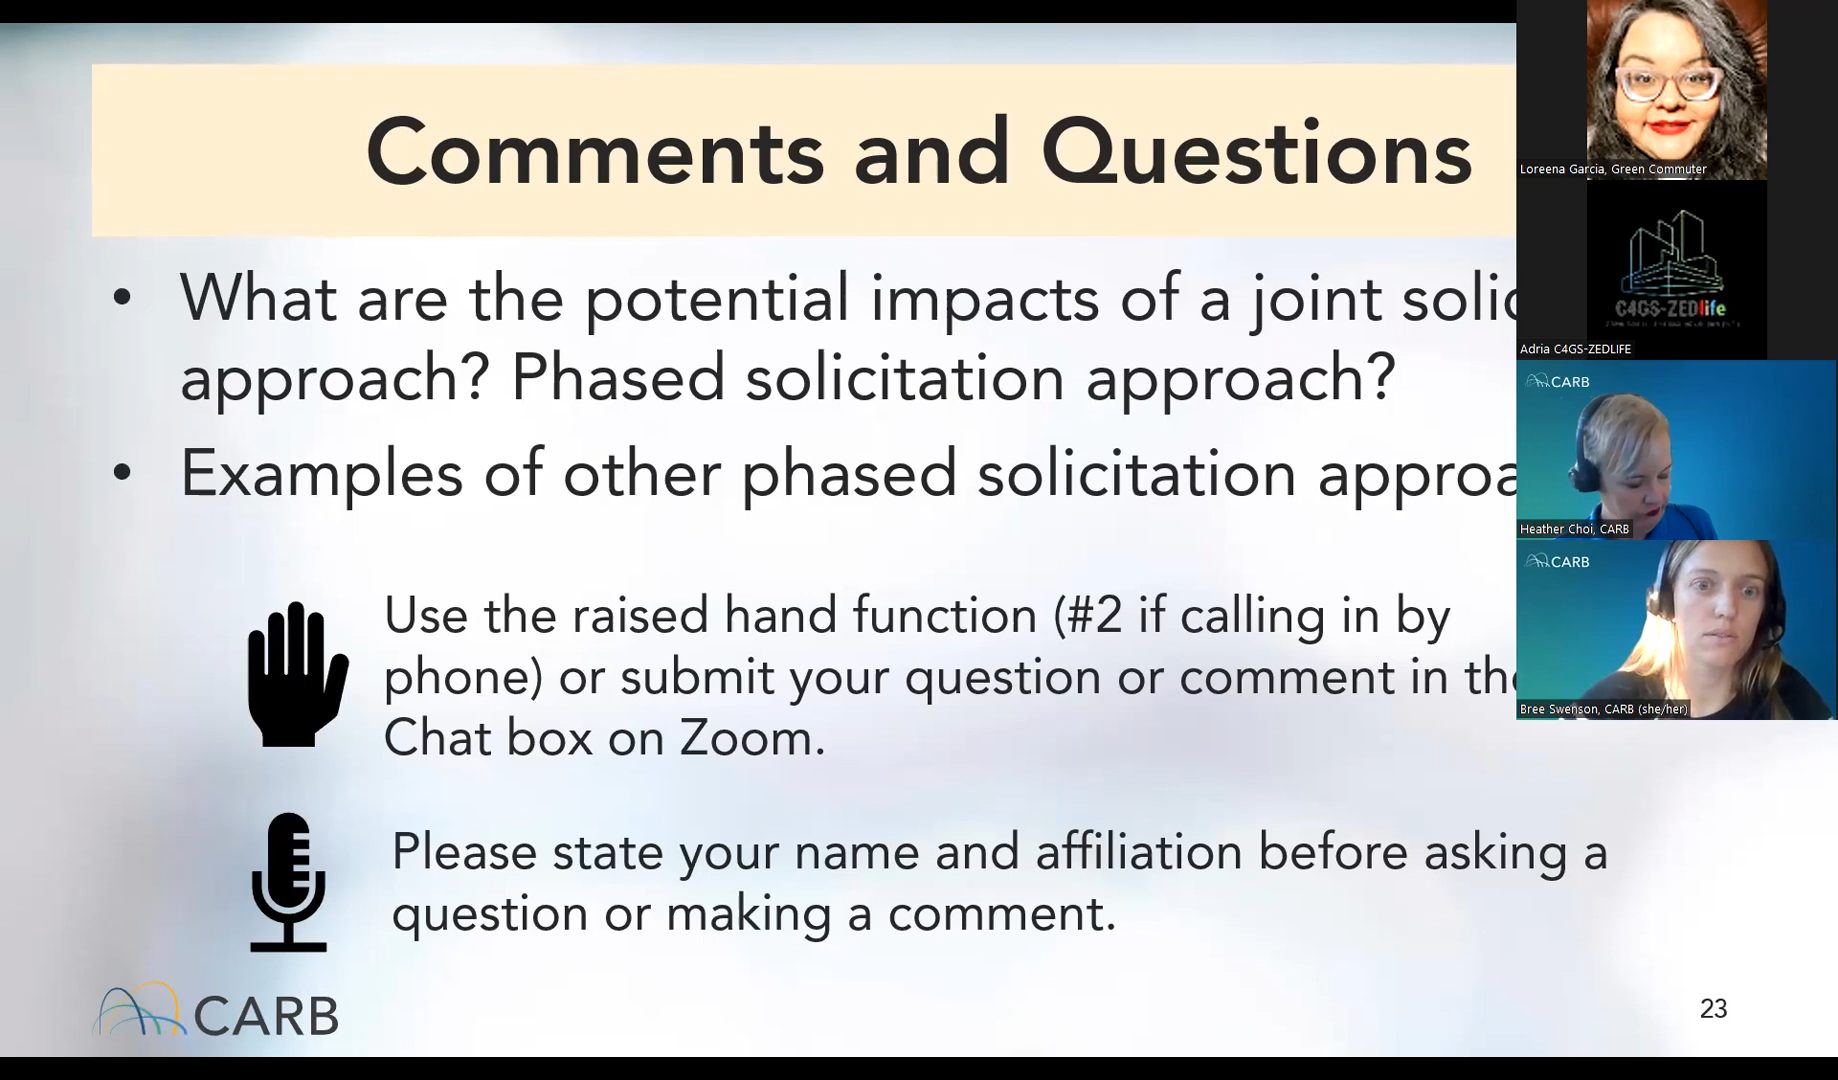 Comments and Questions
• What are the potential impacts of a joint
approach? Phased solicitation approach?
• Examples of other phased solicitation
Use the raised hand function (#2 if calling in by
phone) or submit your question or comment in the
Chat box on Zoom.
Please state your name and affiliation before asking a
question or making a comment.
CARB
23
Loreena Garcia, Green Commuter
C4GS-ZEDlife
Adria C4GS-ZEDLIFE
CARB
Heather Choi, CARB
CARB
Bree Swenson, CARB (she/her)